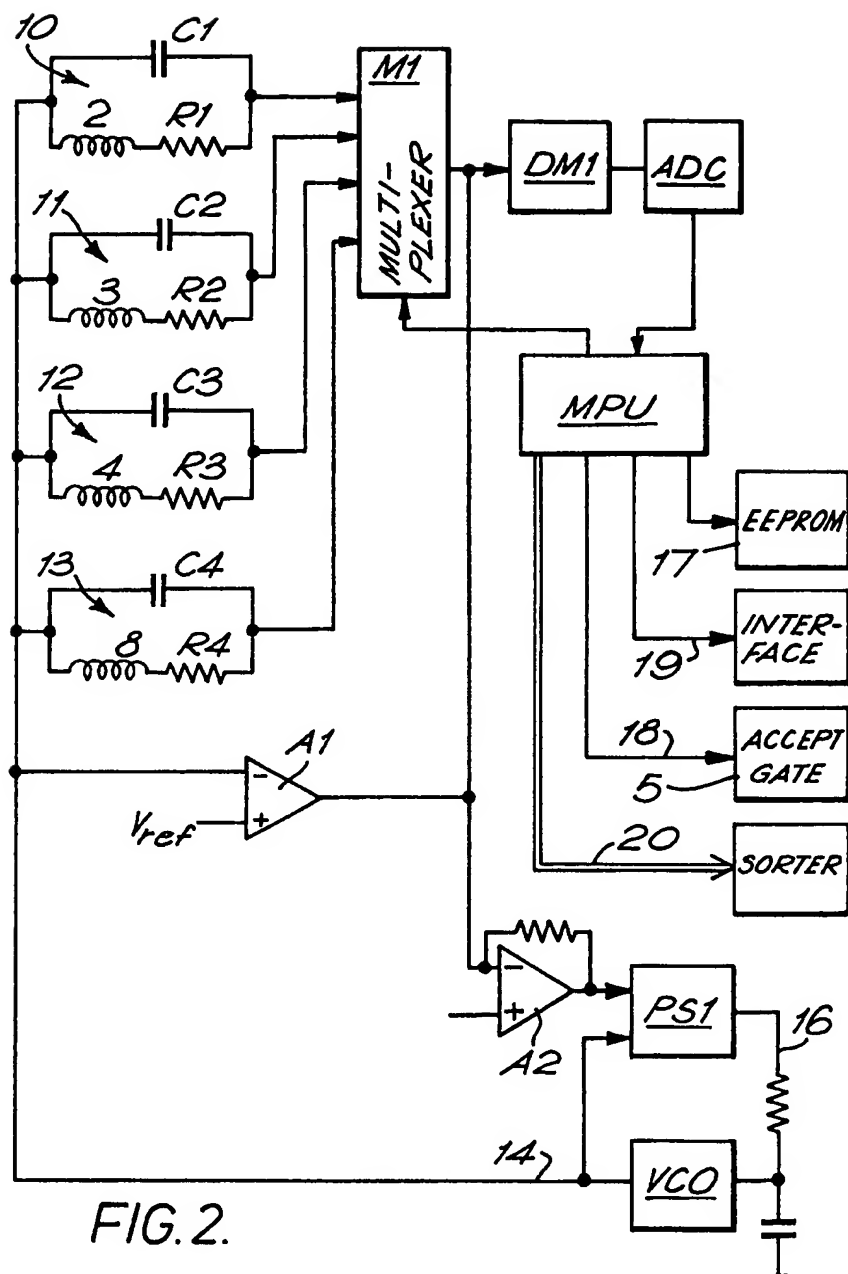 C1
10
2 R1
M1
MULTI-
PLEXER
DM1
ADC
C2
11
3 R2
C3
12
4 R3
C4
13
8 R4
MPU
EEPROM
17
INTER-
FACE
19
ACCEPT
GATE
18
5
SORTER
20
A1
-
+
Vref
-
+
A2
PS1
16
14
VCO
FIG. 2.